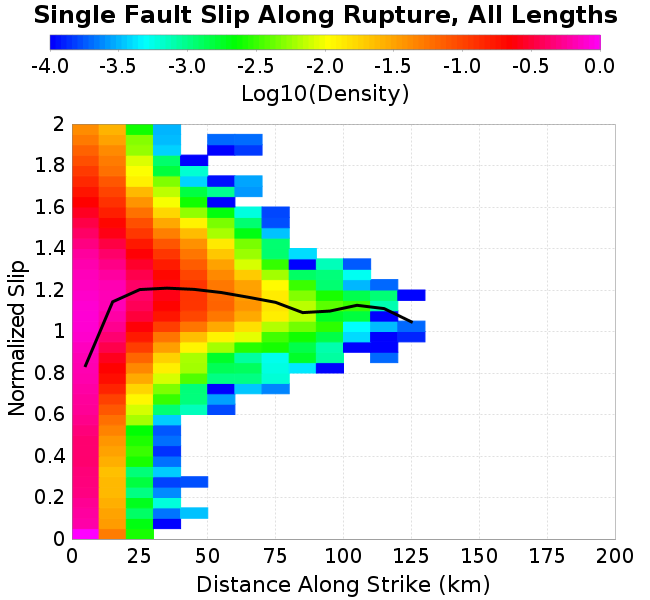 Single Fault Slip Along Rupture, All Lengths
-4.0 -3.5 -3.0 -2.5 -2.0 -1.5 -1.0 -0.5 0.0
Log10(Density)
2
1.8
1.6
1.4
1.2
1
0.8
0.6
0.4
0.2
0
Normalized Slip
0 25 50 75 100 125 150 175 200
Distance Along Strike (km)